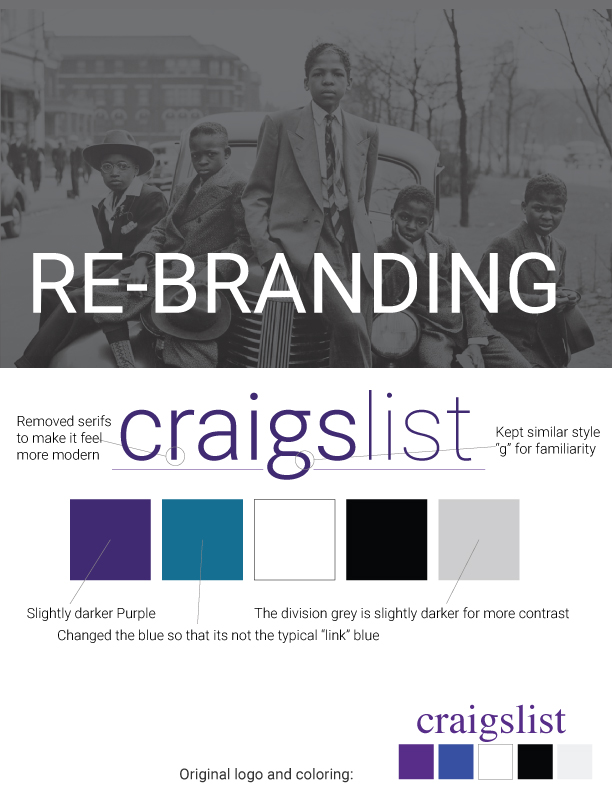 RE-BRANDING
craigslist
Removed serifs
to make it feel
more modern
Kept similar style
“g” for familiarity
Slightly darker Purple
The division grey is slightly darker for more contrast
Changed the blue so that its not the typical “link” blue
craigslist
Original logo and coloring: